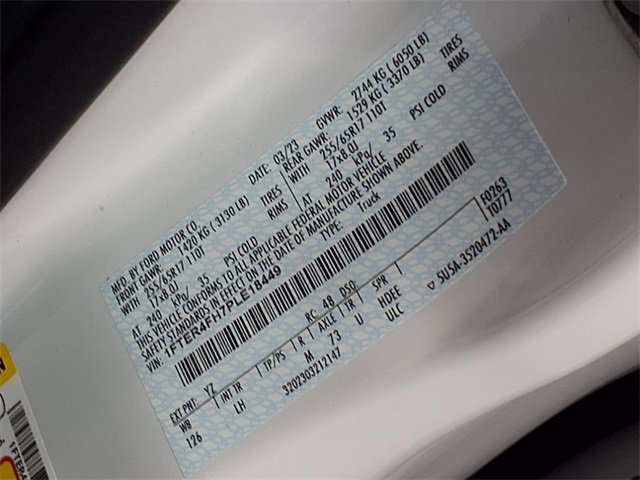 MFD. BY FORD MOTOR CO.
DATE: 03/23 GVWR: 2744 KG ( 6050 LB)
FRONT GAWR: 1420 KG ( 3130 LB) REAR GAWR: 1529 KG ( 3370 LB)
WITH 255/65R17 110T TIRES WITH 255/65R17 110T TIRES
17x8.0J RIMS 17x8.0J RIMS
AT 240 kPa/ 35 PSI COLD AT 240 kPa/ 35 PSI COLD
THIS VEHICLE CONFORMS TO ALL APPLICABLE FEDERAL MOTOR VEHICLE
SAFETY STANDARDS IN EFFECT ON THE DATE OF MANUFACTURE SHOWN ABOVE.
VIN: 1FTER4FH7PLE18449 TYPE: Truck
F0263
T0777
EXT PNT: YZ RC: 48 DSO:
WB INT TR TP/PS R AXLE TR SPR
126 LH M 73 U HDEE
ULC
3202303212147
5U5A-3520472-AA